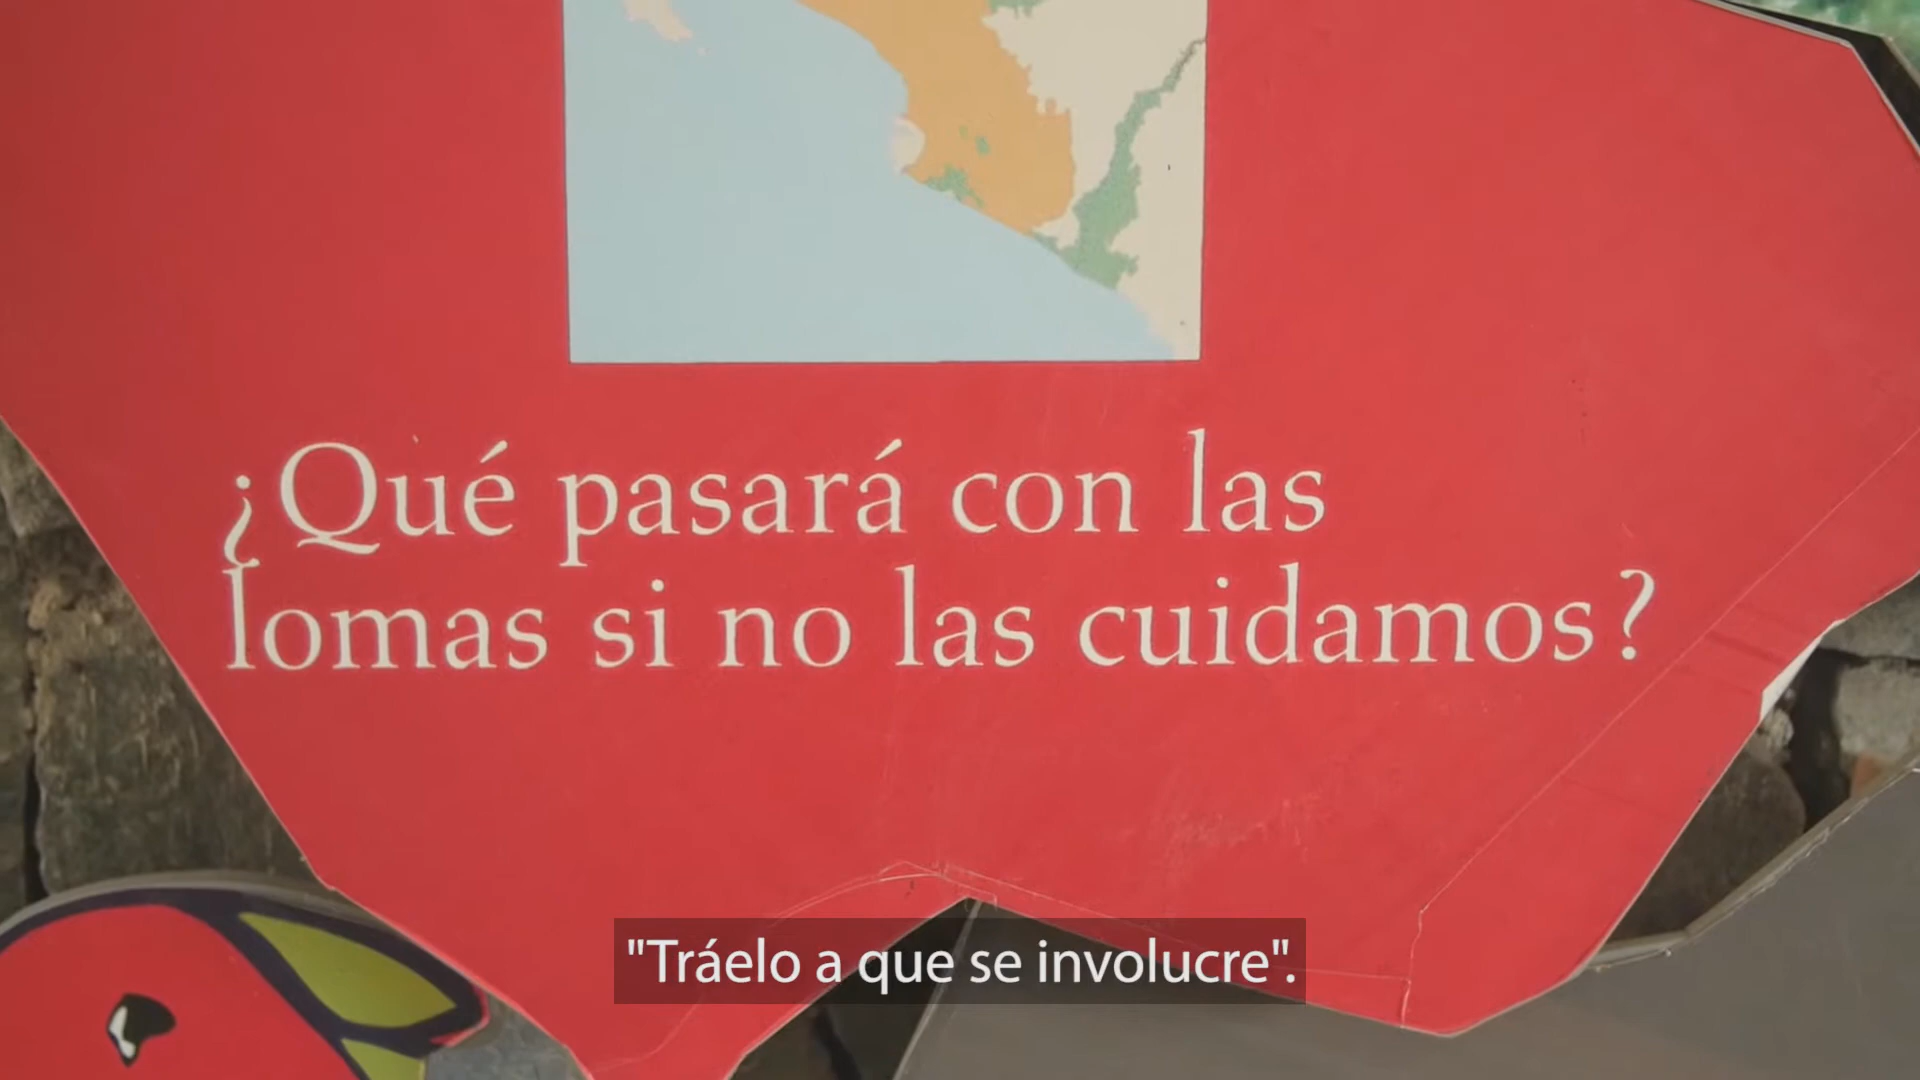 ¿Qué pasará con las
lomas si no las cuidamos?
"Tráelo a que se involucre".